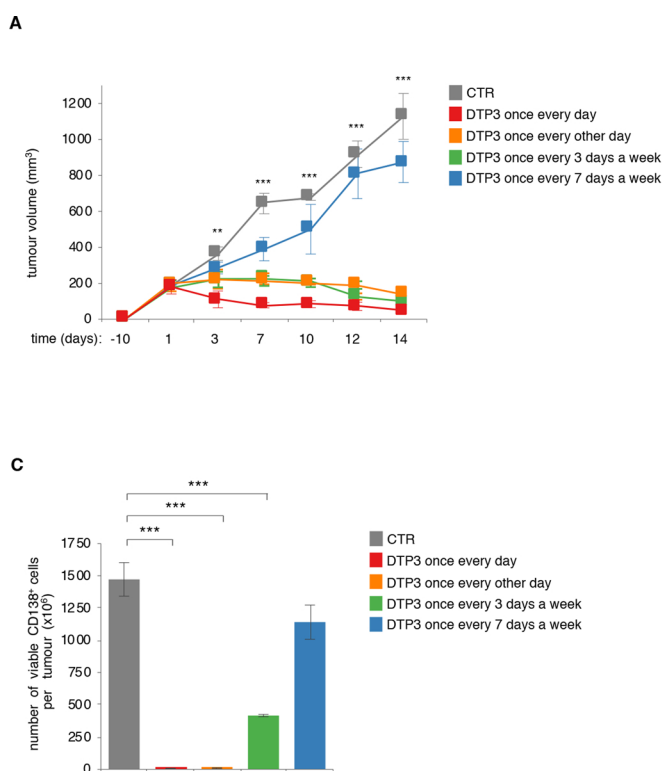 A
1200
1000
800
600
400
200
0
tumour volume (mm³)
**
***
***
***
***
time (days): -10 1 3 7 10 12 14
CTR
DTP3 once every day
DTP3 once every other day
DTP3 once every 3 days a week
DTP3 once every 7 days a week
C
***
***
***
1750
1500
1250
1000
750
500
250
0
number of viable CD138⁺ cells
per tumour (x10⁶)
CTR
DTP3 once every day
DTP3 once every other day
DTP3 once every 3 days a week
DTP3 once every 7 days a week